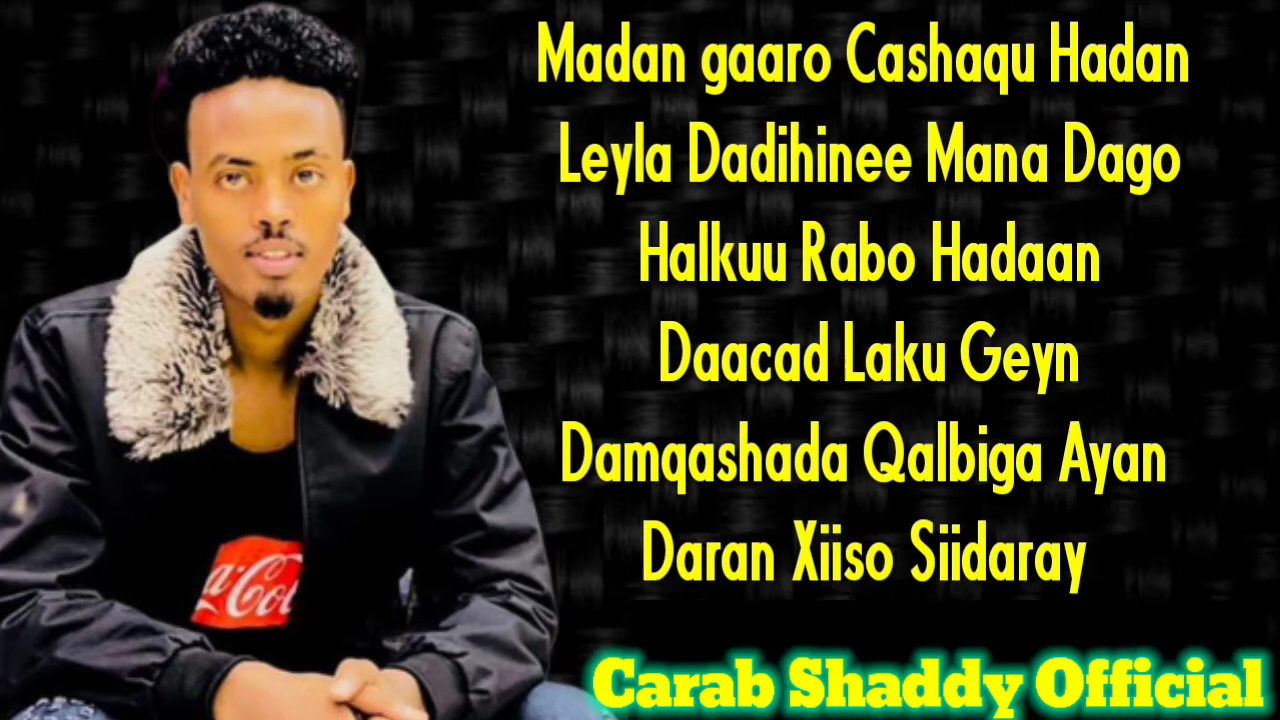 Madan gaaro Cashaqu Hadan
Leyla Dadihinee Mana Dago
Halkuu Rabo Hadaan
Daacad Laku Geyn
Damqashada Qalbiga Ayan
Daran Xiiso Siidaray
a-Col
Carab Shaddy Official